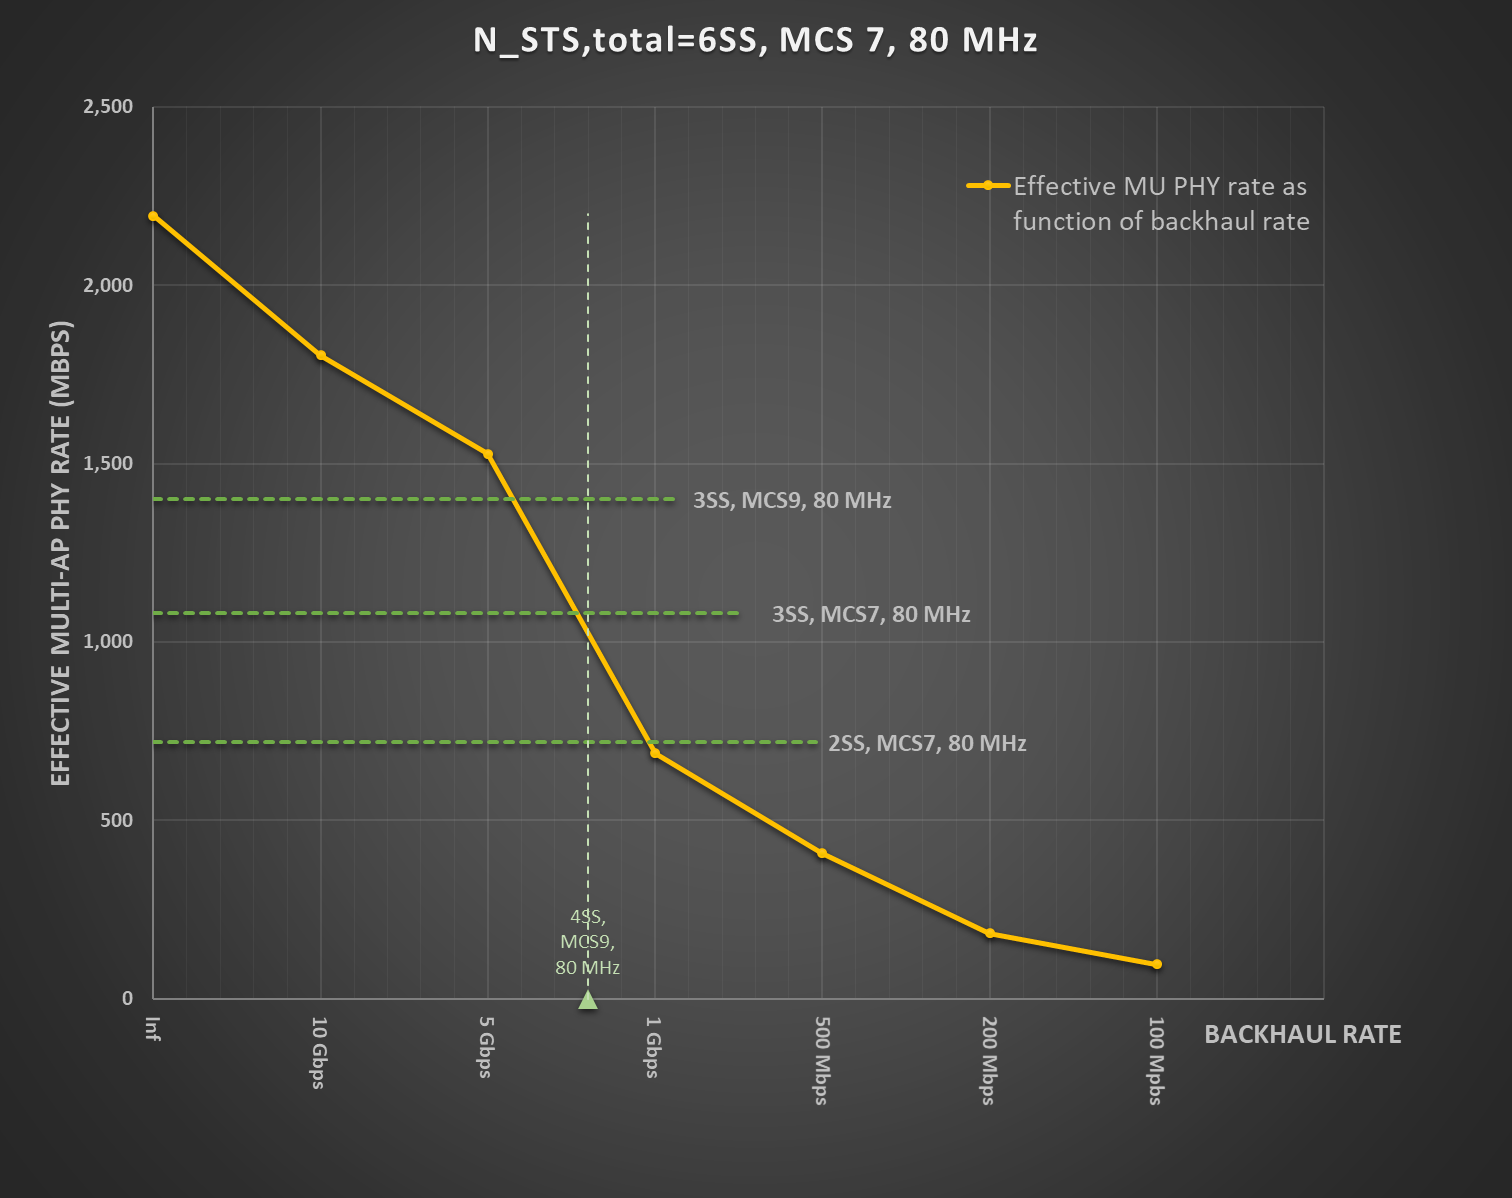 N_STS,total=6SS, MCS 7, 80 MHz
2,500
2,000
1,500
1,000
500
0
EFFECTIVE MULTI-AP PHY RATE (MBPS)
Effective MU PHY rate as
function of backhaul rate
3SS, MCS9, 80 MHz
3SS, MCS7, 80 MHz
2SS, MCS7, 80 MHz
4SS,
MCS9,
80 MHz
Inf
10 Gbps
5 Gbps
1 Gbps
500 Mbps
200 Mbps
100 Mpbs
BACKHAUL RATE